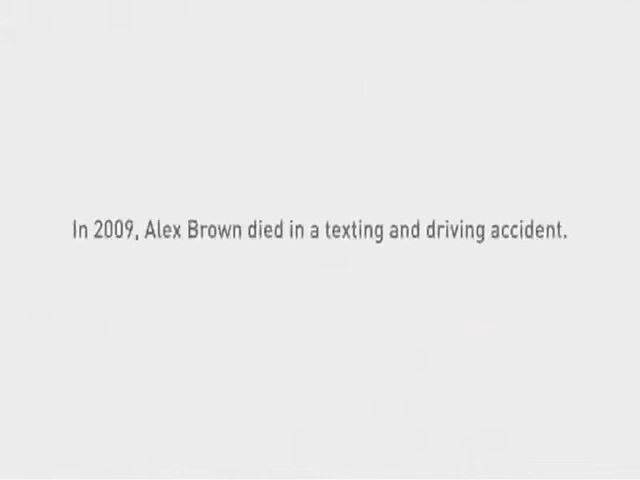 In 2009, Alex Brown died in a texting and driving accident.